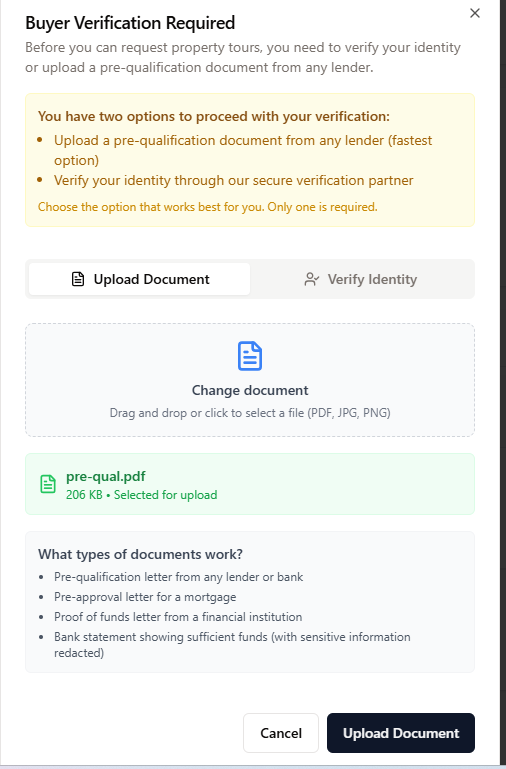 Buyer Verification Required
Before you can request property tours, you need to verify your identity
or upload a pre-qualification document from any lender.
You have two options to proceed with your verification:
• Upload a pre-qualification document from any lender (fastest
option)
• Verify your identity through our secure verification partner
Choose the option that works best for you. Only one is required.
Upload Document
Verify Identity
Change document
Drag and drop or click to select a file (PDF, JPG, PNG)
pre-qual.pdf
206 KB • Selected for upload
What types of documents work?
• Pre-qualification letter from any lender or bank
• Pre-approval letter for a mortgage
• Proof of funds letter from a financial institution
• Bank statement showing sufficient funds (with sensitive information
redacted)
Cancel
Upload Document